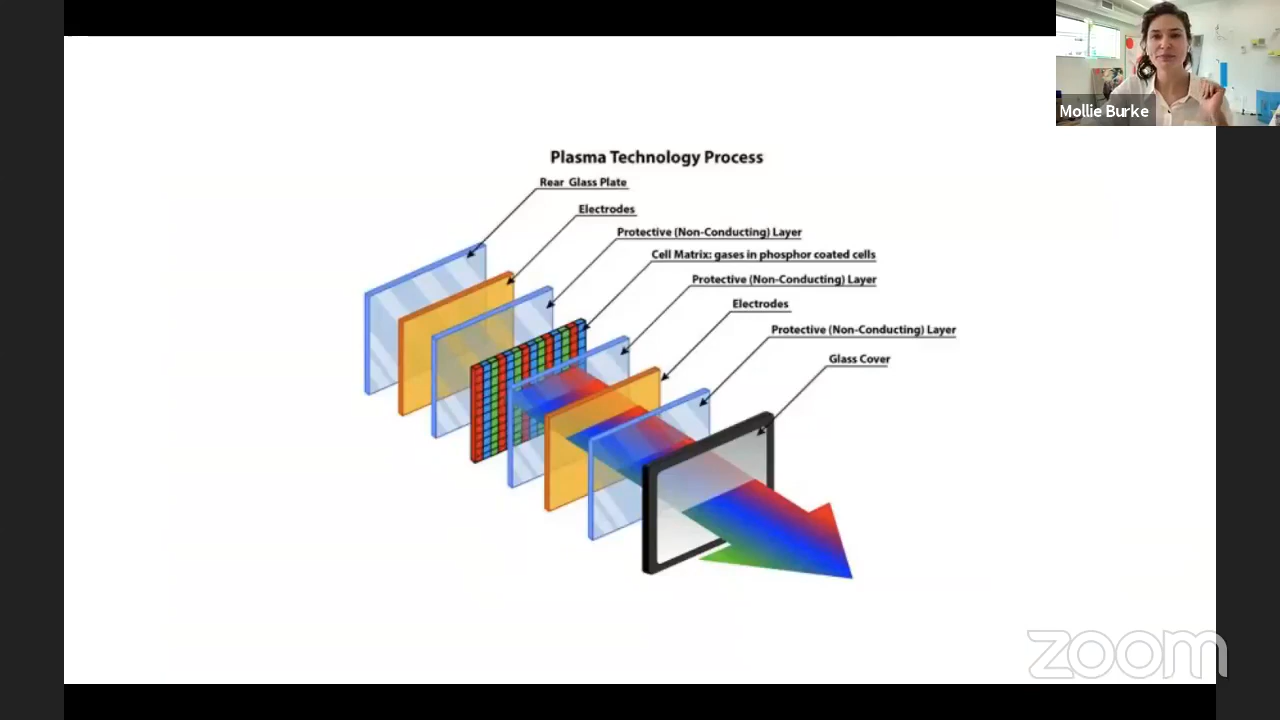 Mollie Burke
Plasma Technology Process
Rear Glass Plate
Electrodes
Protective (Non-Conducting) Layer
Cell Matrix: gases in phosphor coated cells
Protective (Non-Conducting) Layer
Electrodes
Protective (Non-Conducting) Layer
Glass Cover
zoom